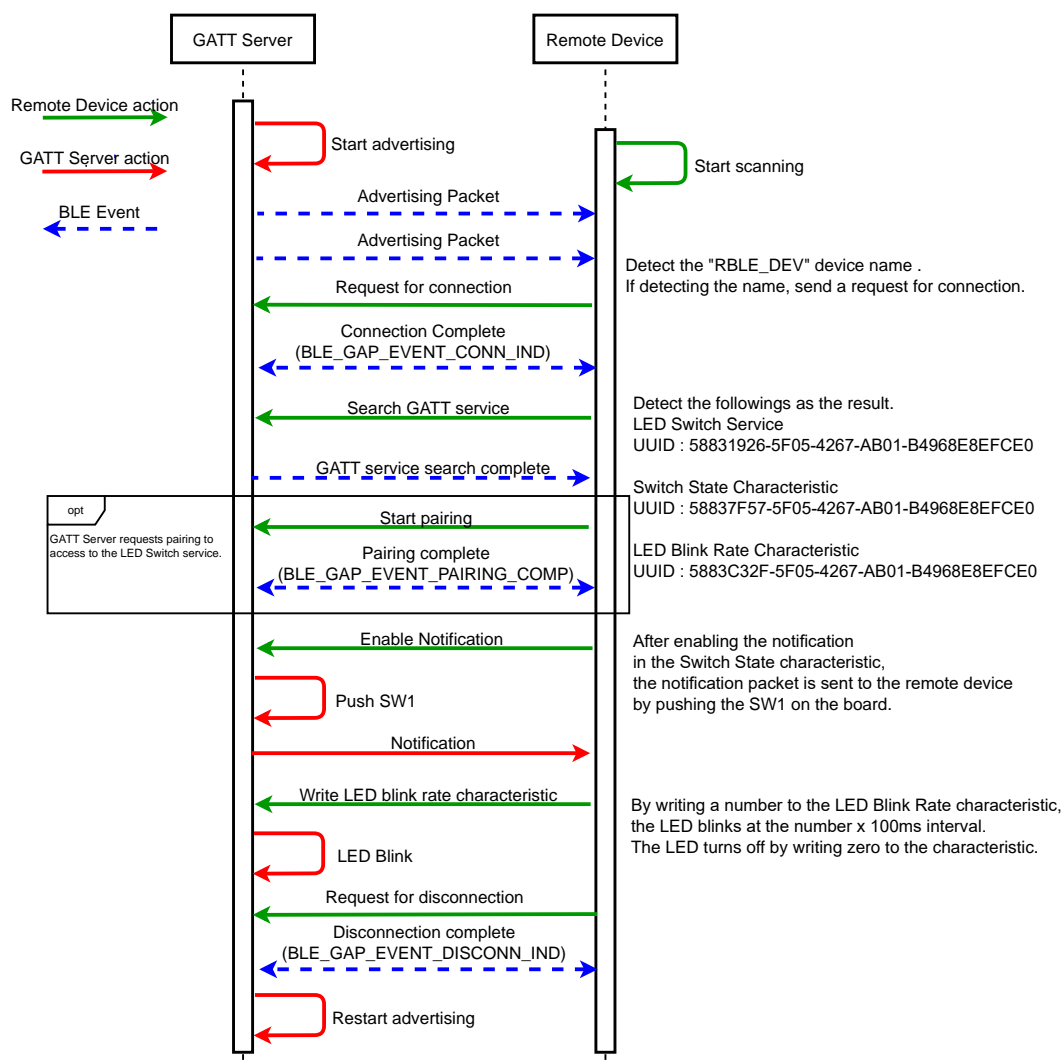 GATT Server
Remote Device
Remote Device action
GATT Server action
BLE Event
Start advertising
Start scanning
Advertising Packet
Advertising Packet
Detect the "RBLE_DEV" device name .
If detecting the name, send a request for connection.
Request for connection
Connection Complete
(BLE_GAP_EVENT_CONN_IND)
Search GATT service
Detect the followings as the result.
LED Switch Service
UUID : 58831926-5F05-4267-AB01-B4968E8EFCE0
GATT service search complete
Switch State Characteristic
UUID : 58837F57-5F05-4267-AB01-B4968E8EFCE0
opt
GATT Server requests pairing to
access to the LED Switch service.
Start pairing
LED Blink Rate Characteristic
UUID : 5883C32F-5F05-4267-AB01-B4968E8EFCE0
Pairing complete
(BLE_GAP_EVENT_PAIRING_COMP)
Enable Notification
After enabling the notification
in the Switch State characteristic,
the notification packet is sent to the remote device
by pushing the SW1 on the board.
Push SW1
Notification
Write LED blink rate characteristic
By writing a number to the LED Blink Rate characteristic,
the LED blinks at the number x 100ms interval.
The LED turns off by writing zero to the characteristic.
LED Blink
Request for disconnection
Disconnection complete
(BLE_GAP_EVENT_DISCONN_IND)
Restart advertising